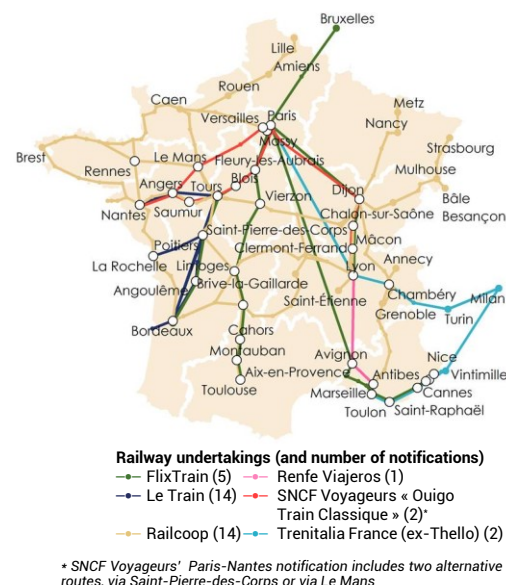 Bruxelles
Lille
Amiens
Rouen
Caen
Metz
Versailles
Paris
Nancy
Massy
Strasbourg
Brest
Le Mans
Fleury-les-Aubrais
Rennes
Mulhouse
Angers
Tours
Blois
Dijon
Bâle
Vierzon
Nantes
Saumur
Chalon-sur-Saône
Besançon
Saint-Pierre-des-Corps
Poitiers
Mâcon
Clermont-Ferrand
Annecy
La Rochelle
Limoges
Lyon
Angoulême
Brive-la-Gaillarde
Chambéry
Milan
Saint-Étienne
Grenoble
Turin
Bordeaux
Cahors
Montauban
Avignon
Nice
Aix-en-Provence
Antibes
Vintimille
Toulouse
Marseille
Cannes
Toulon
Saint-Raphaël
Railway undertakings (and number of notifications)
FlixTrain (5)
Renfe Viajeros (1)
Le Train (14)
SNCF Voyageurs « Ouigo
Train Classique » (2)*
Railcoop (14)
Trenitalia France (ex-Thello) (2)
* SNCF Voyageurs' Paris-Nantes notification includes two alternative
routes, via Saint-Pierre-des-Corps or via Le Mans